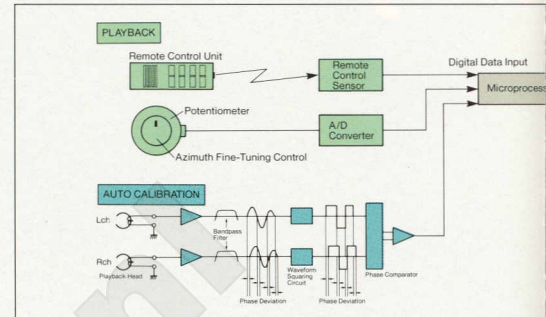 PLAYBACK
Remote Control Unit
Remote
Control
Sensor
Digital Data Input
Potentiometer
A/D
Converter
Azimuth Fine-Tuning Control
AUTO CALIBRATION
Lch
Bandpass
Filter
Rch
Playback Head
Waveform
Squaring
Circuit
Phase Comparator
Phase Deviation
Phase Deviation